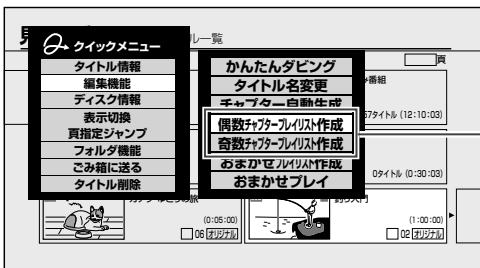 ル一覧
クイックメニュー
タイトル情報
編集機能
ディスク情報
表示切換
頁指定ジャンプ
フォルダ機能
ごみ箱に送る
タイトル削除
かんたんダビング
タイトル名変更
チャプター自動生成
偶数チャプタープレイリスト作成
奇数チャプタープレイリスト作成
おまかせプレイリスト作成
おまかせプレイ
頁
番組
57タイトル (12:10:03)
0タイトル (0:30:03)
(0:05:00)
06 オリジナル
釣り入門
(1:00:00)
02 オリジナル